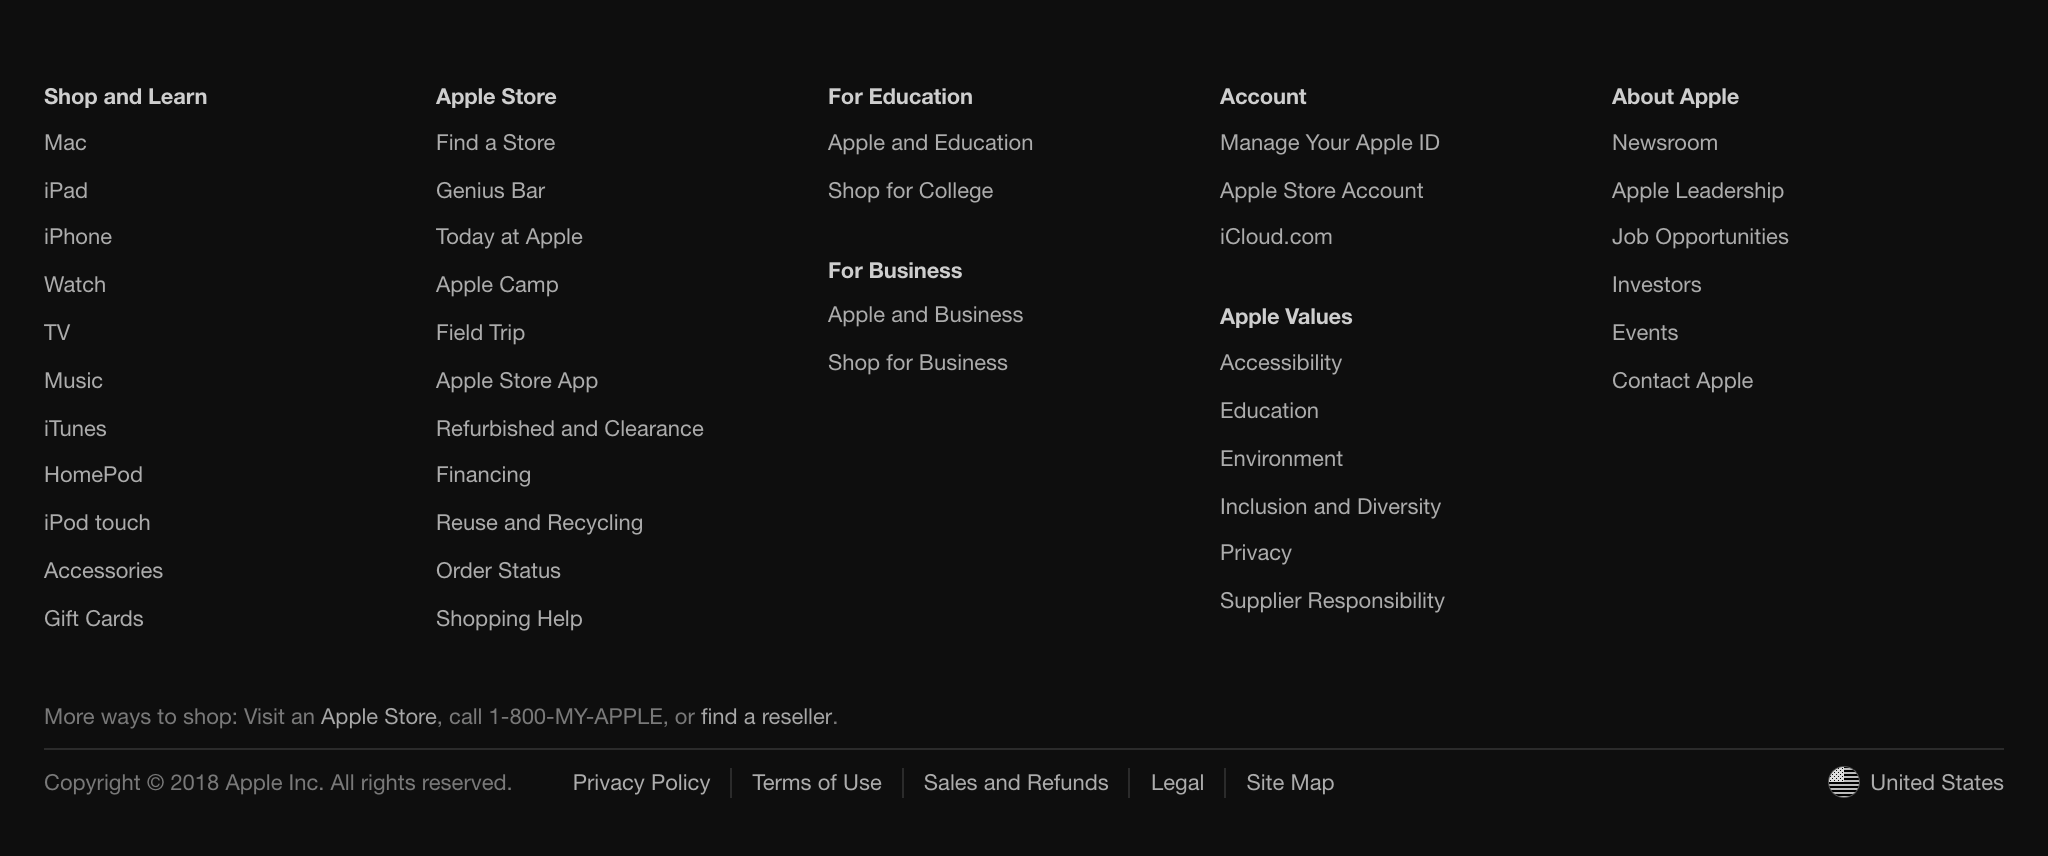 Shop and Learn
Mac
iPad
iPhone
Watch
TV
Music
iTunes
HomePod
iPod touch
Accessories
Gift Cards
Apple Store
Find a Store
Genius Bar
Today at Apple
Apple Camp
Field Trip
Apple Store App
Refurbished and Clearance
Financing
Reuse and Recycling
Order Status
Shopping Help
For Education
Apple and Education
Shop for College
For Business
Apple and Business
Shop for Business
Account
Manage Your Apple ID
Apple Store Account
iCloud.com
Apple Values
Accessibility
Education
Environment
Inclusion and Diversity
Privacy
Supplier Responsibility
About Apple
Newsroom
Apple Leadership
Job Opportunities
Investors
Events
Contact Apple
More ways to shop: Visit an Apple Store, call 1-800-MY-APPLE, or find a reseller.
Copyright © 2018 Apple Inc. All rights reserved. Privacy Policy Terms of Use Sales and Refunds Legal Site Map United States